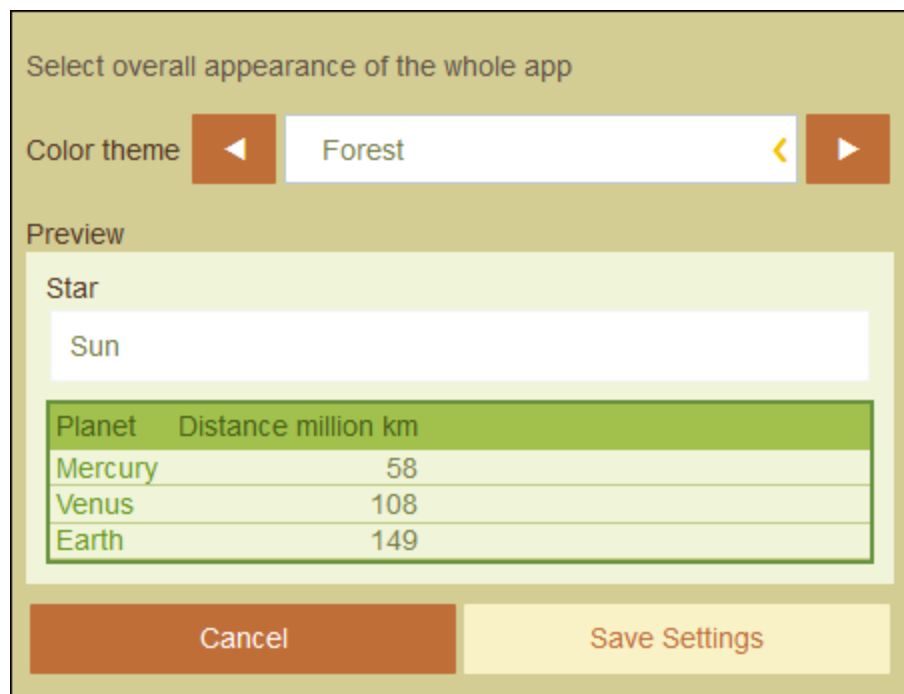 Select overall appearance of the whole app
Color theme Forest
Preview
Star
Sun
Planet Distance million km
Mercury 58
Venus 108
Earth 149
Cancel Save Settings